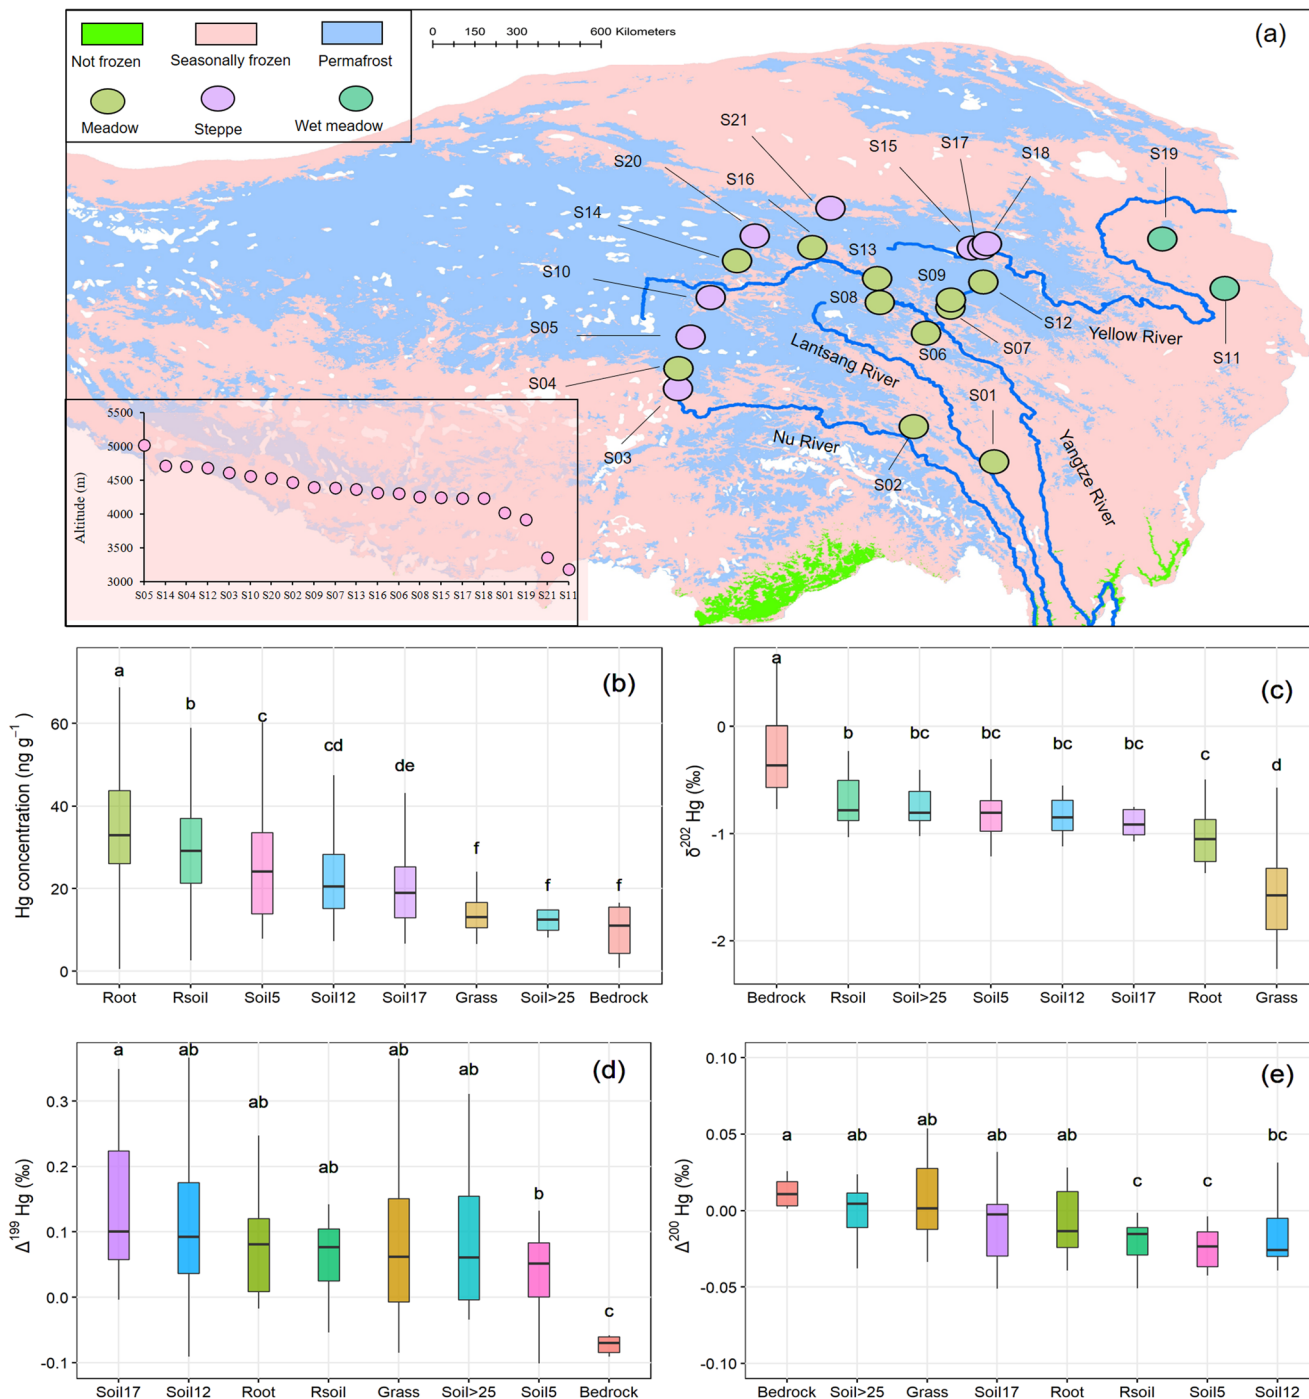 (a)
0 150 300 600 Kilometers
Not frozen Seasonally frozen Permafrost
Meadow Steppe Wet meadow
S21
S20
S16
S15
S17
S18
S19
S14
S13
S10
S09
S08
S05
S12
Yellow River
S07
S06
S11
Lantsang River
S04
S03
S01
Nu River
S02
Yangtze River
Altitude (m)
5500
5000
4500
4000
3500
3000
S05 S14 S04 S12 S03 S10 S20 S02 S09 S07 S13 S16 S06 S08 S15 S17 S18 S01 S19 S21 S11
(b)
Hg concentration (ng g⁻¹)
60
40
20
0
a b c cd de f f f
Root Rsoil Soil5 Soil12 Soil17 Grass Soil>25 Bedrock
(c)
δ²⁰² Hg (‰)
0
-1
-2
a b bc bc bc bc c d
Bedrock Rsoil Soil>25 Soil5 Soil12 Soil17 Root Grass
(d)
Δ¹⁹⁹ Hg (‰)
0.3
0.2
0.1
0.0
-0.1
a ab ab ab ab ab b c
Soil17 Soil12 Root Rsoil Grass Soil>25 Soil5 Bedrock
(e)
Δ²⁰⁰ Hg (‰)
0.10
0.05
0.00
-0.05
-0.10
a ab ab ab ab c c bc
Bedrock Soil>25 Grass Soil17 Root Rsoil Soil5 Soil12